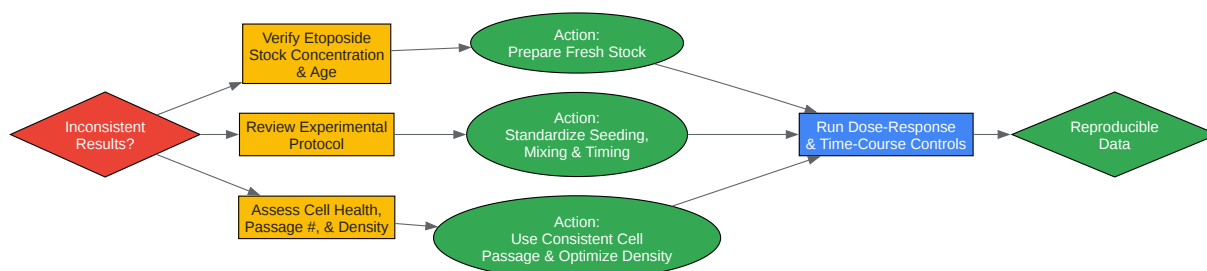 Inconsistent
Results?
Verify Etoposide
Stock Concentration
& Age
Action:
Prepare Fresh Stock
Review Experimental
Protocol
Action:
Standardize Seeding,
Mixing & Timing
Assess Cell Health,
Passage #, & Density
Action:
Use Consistent Cell
Passage & Optimize Density
Run Dose-Response
& Time-Course Controls
Reproducible
Data